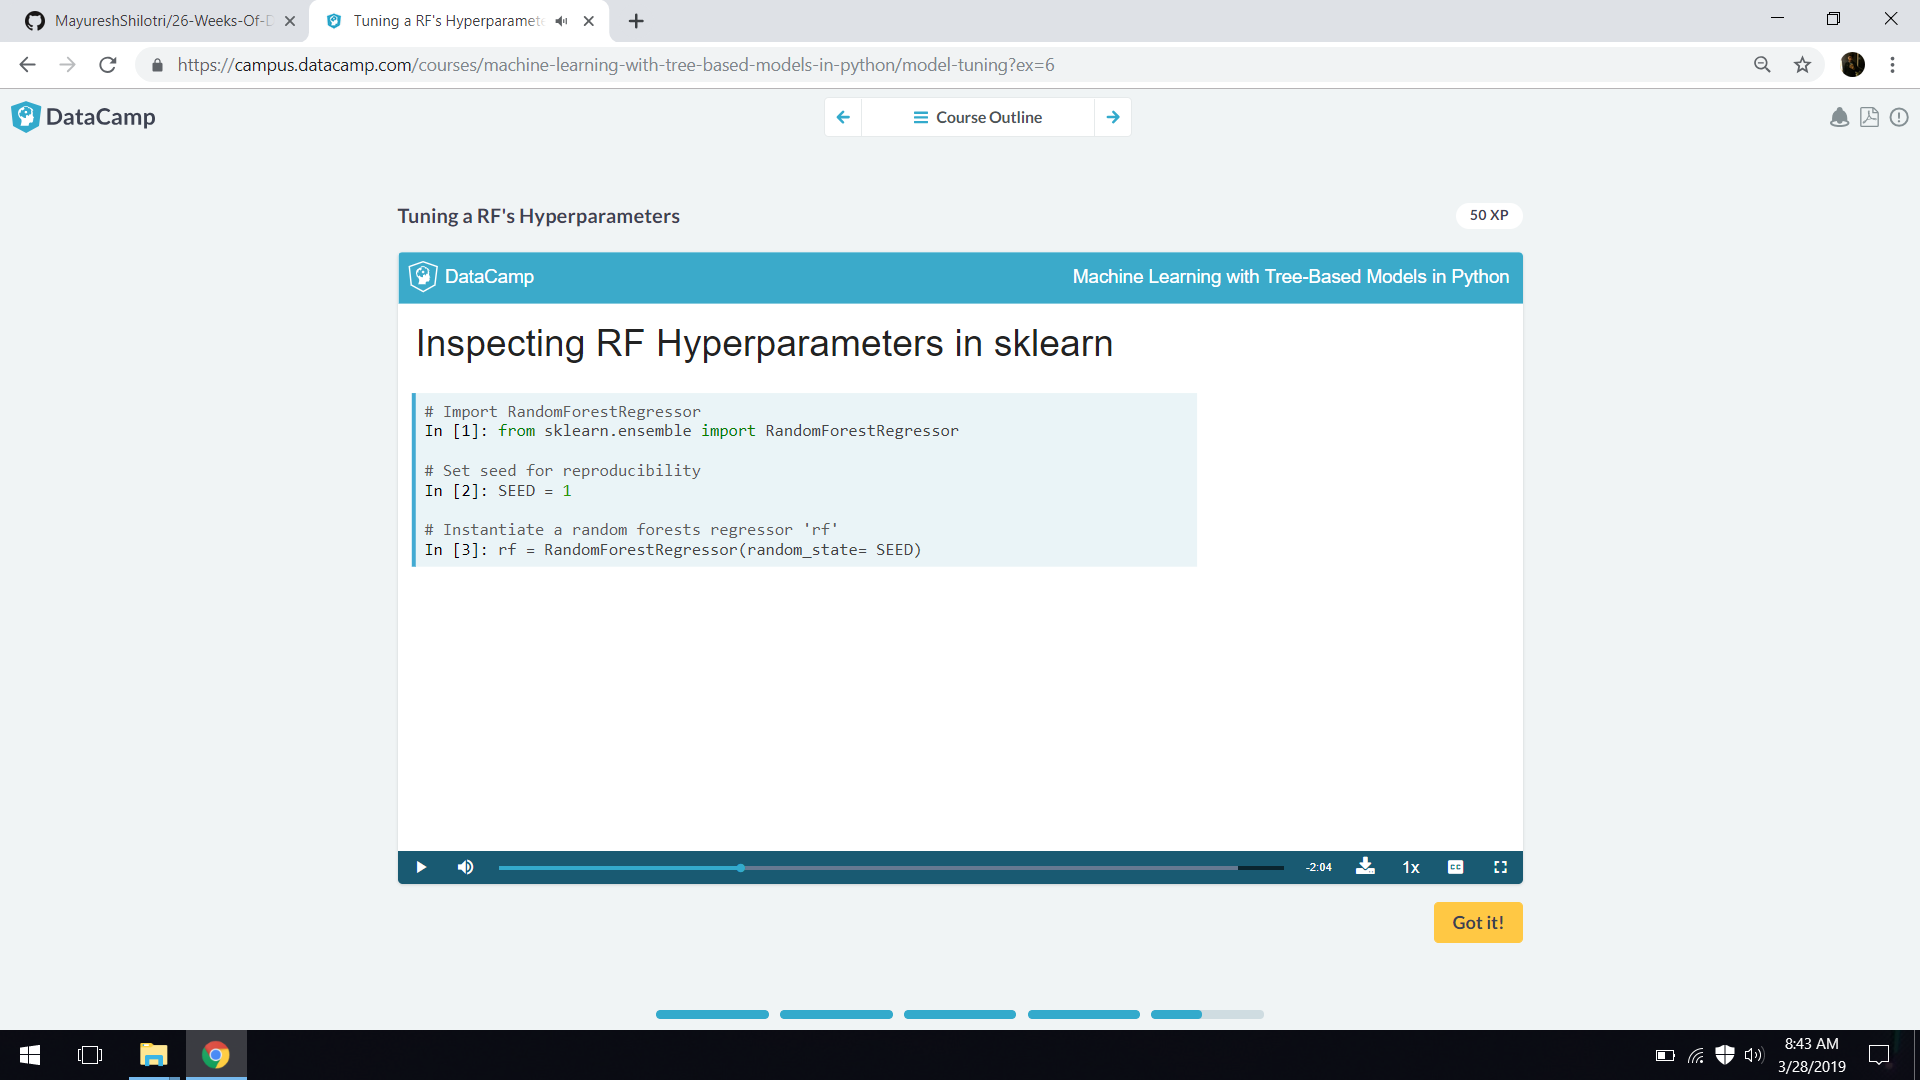 MayureshShilotri/26-Weeks-Of-D
Tuning a RF's Hyperparamet
https://campus.datacamp.com/courses/machine-learning-with-tree-based-models-in-python/model-tuning?ex=6
DataCamp
Course Outline
Tuning a RF's Hyperparameters
50 XP
DataCamp
Machine Learning with Tree-Based Models in Python
Inspecting RF Hyperparameters in sklearn
# Import RandomForestRegressor
In [1]: from sklearn.ensemble import RandomForestRegressor
# Set seed for reproducibility
In [2]: SEED = 1
# Instantiate a random forests regressor 'rf'
In [3]: rf = RandomForestRegressor(random_state= SEED)
-2:04
1x
CC
Got it!
8:43 AM
3/28/2019